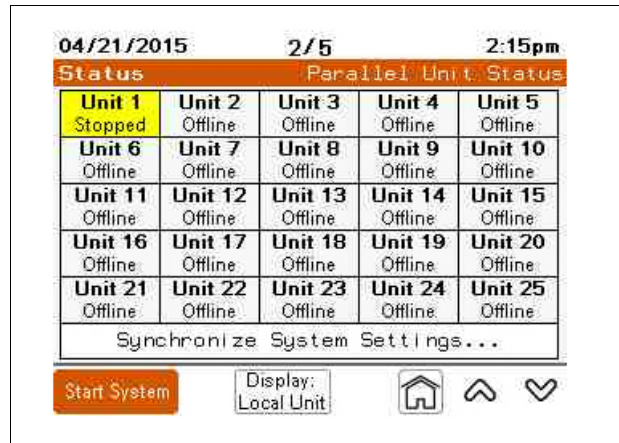 04/21/2015 2/5 2:15pm
Status Parallel Unit Status
Unit 1 Unit 2 Unit 3 Unit 4 Unit 5
Stopped Offline Offline Offline Offline
Unit 6 Unit 7 Unit 8 Unit 9 Unit 10
Offline Offline Offline Offline Offline
Unit 11 Unit 12 Unit 13 Unit 14 Unit 15
Offline Offline Offline Offline Offline
Unit 16 Unit 17 Unit 18 Unit 19 Unit 20
Offline Offline Offline Offline Offline
Unit 21 Unit 22 Unit 23 Unit 24 Unit 25
Offline Offline Offline Offline Offline
Synchronize System Settings...
Start System Display:
Local Unit